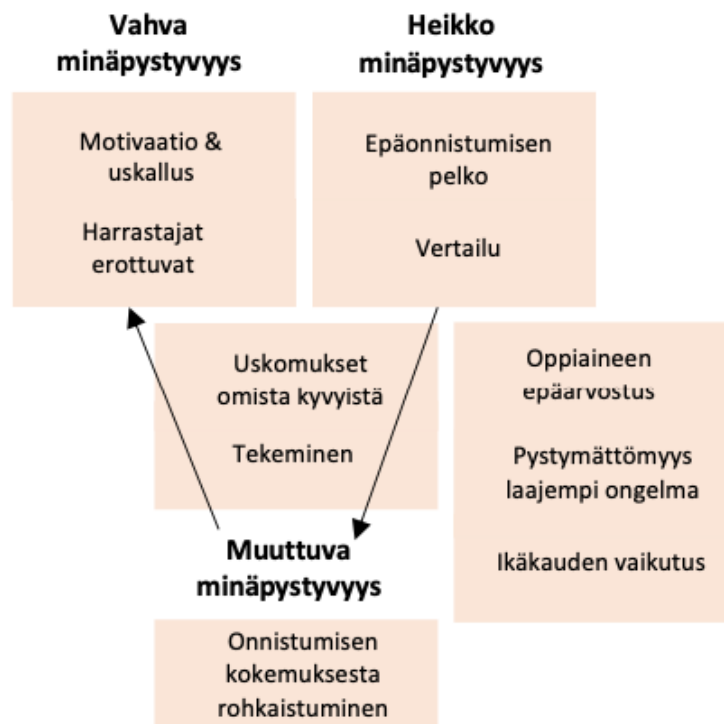 Vahva
minäpystyvyys
Heikko
minäpystyvyys
Motivaatio &
uskallus
Harrastajat
erottuvat
Epäonnistumisen
pelko
Vertailu
Uskomukset
omista kyvyistä
Tekeminen
Oppiaineen
epäarvostus
Pystymättömyys
laajempi ongelma
Ikäkauden vaikutus
Muuttuva
minäpystyvyys
Onnistumisen
kokemuksesta
rohkaistuminen